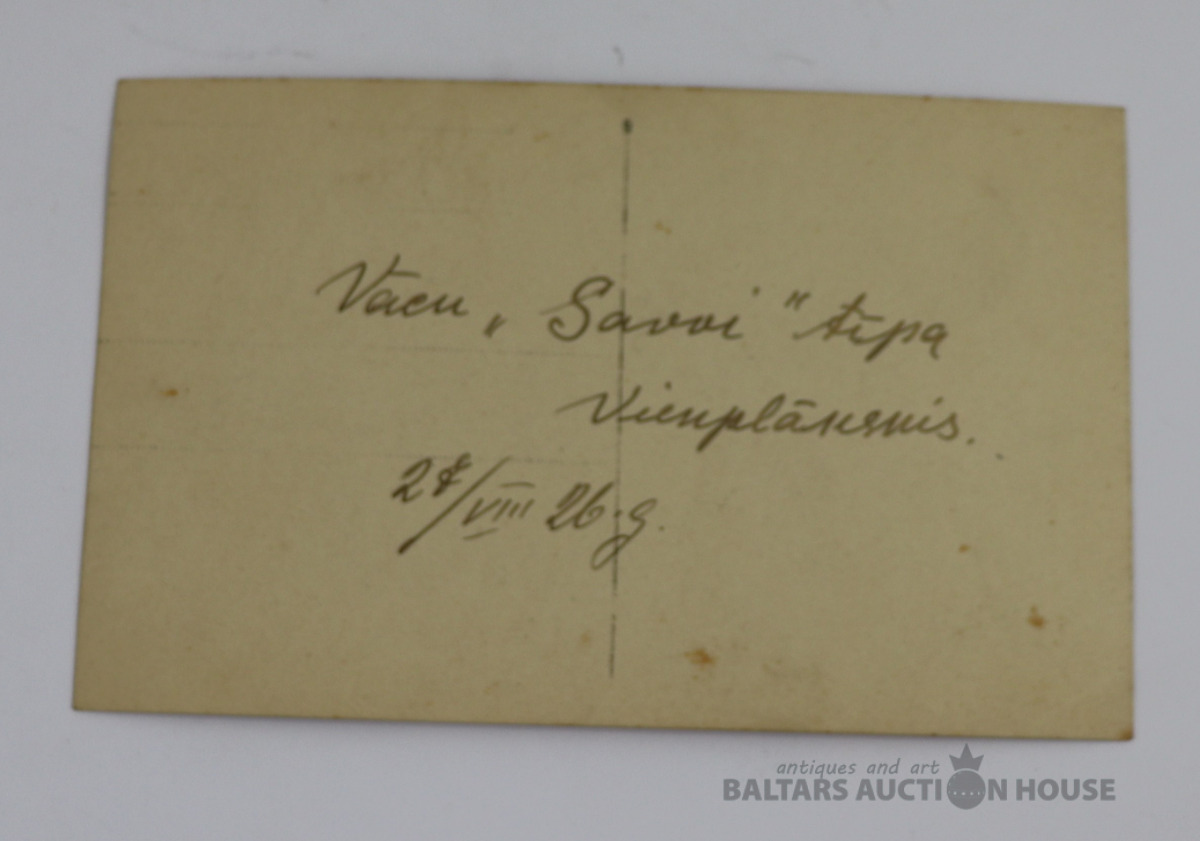 Vacu „Savoi" tipa
Vienplāksnis.
27/VIII 26.g.
antiques and art
BALTARS AUCTION HOUSE